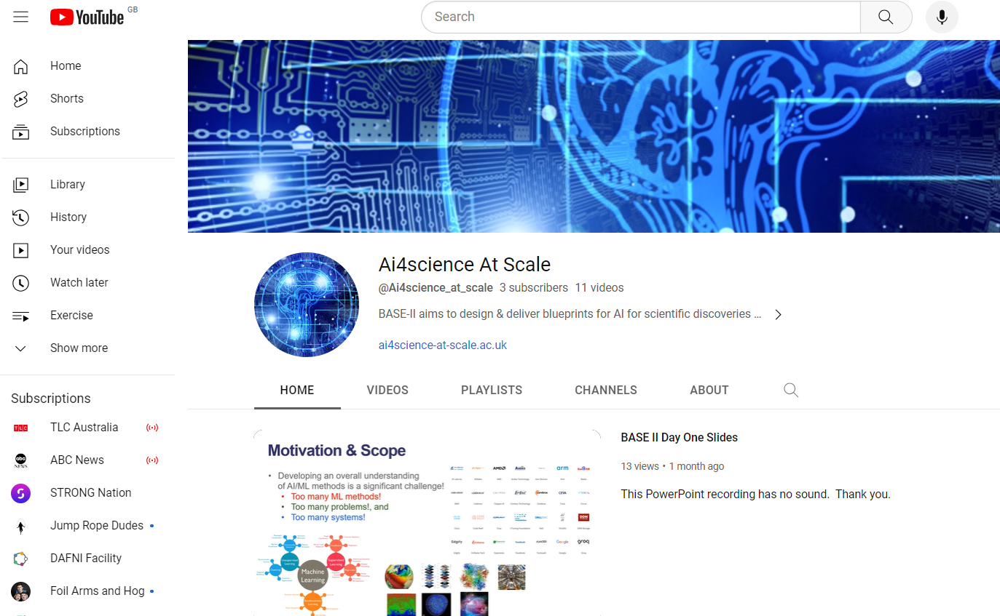 YouTube GB
Search
Home
Shorts
Subscriptions
Library
History
Your videos
Watch later
Exercise
Show more
Subscriptions
TLC
TLC Australia
abc
NEWS
ABC News
STRONG Nation
Jump Rope Dudes
DAFNI Facility
Foil Arms and Hog
Ai4science At Scale
@Ai4science_at_scale 3 subscribers 11 videos
BASE-II aims to design & deliver blueprints for AI for scientific discoveries ...
ai4science-at-scale.ac.uk
HOME VIDEOS PLAYLISTS CHANNELS ABOUT
Motivation & Scope
• Developing an overall understanding
of AI/ML methods is a significant challenge!
• Too many ML methods!
• Too many problems!, and
• Too many systems!
AMD
arm
Google
groq
Machine
Learning
BASE II Day One Slides
13 views • 1 month ago
This PowerPoint recording has no sound. Thank you.